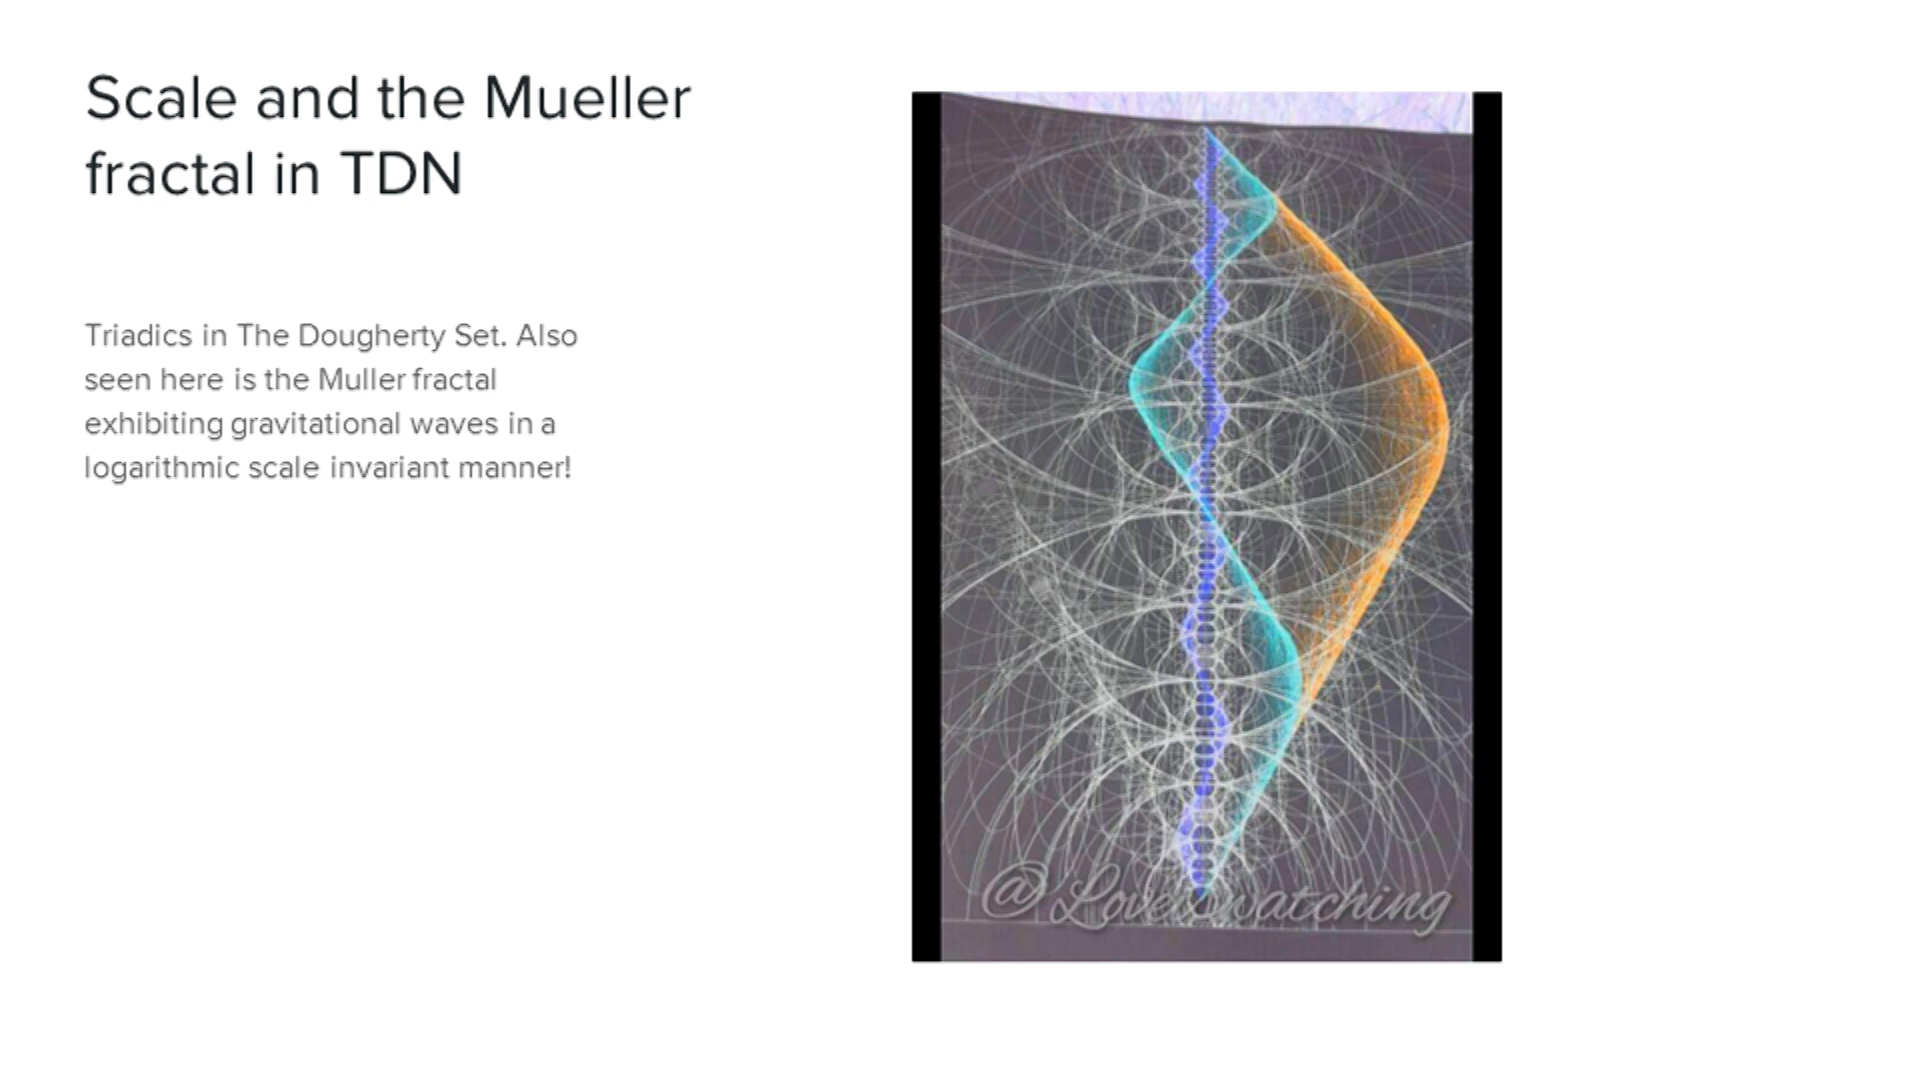 Scale and the Mueller
fractal in TDN
Triadics in The Dougherty Set. Also
seen here is the Muller fractal
exhibiting gravitational waves in a
logarithmic scale invariant manner!